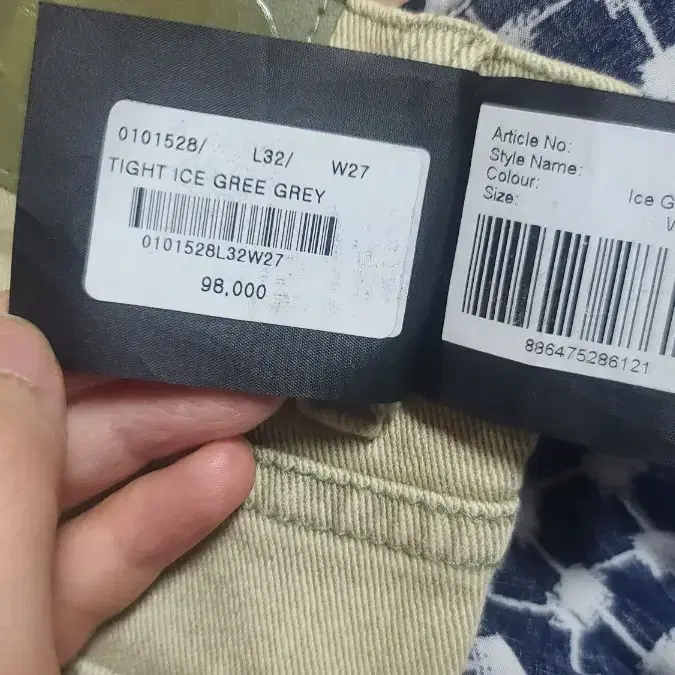 0101528/ L32/ W27
TIGHT ICE GREE GREY
0101528L32W27
98,000
Article No:
Style Name:
Colour: Ice G
Size:
886475286121